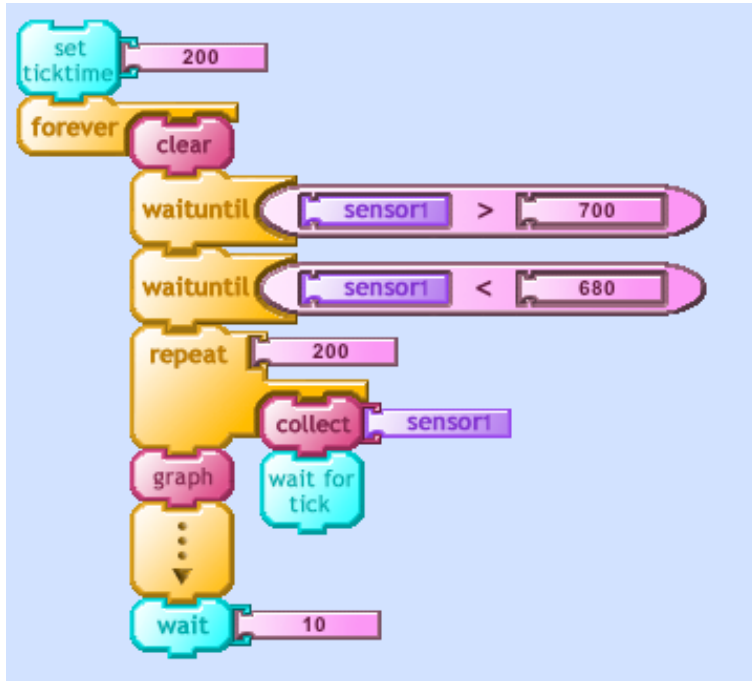 set
ticktime 200
forever
clear
waituntil sensor1 > 700
waituntil sensor1 < 680
repeat 200
collect sensor1
graph wait for
tick
wait 10